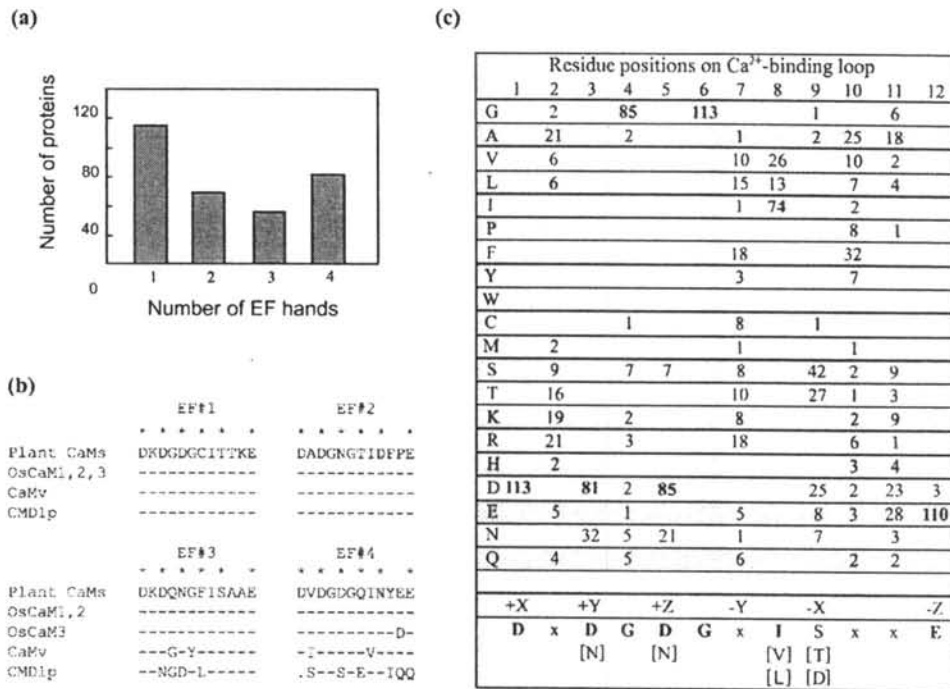 (a)
Number of proteins
120
80
40
0
1 2 3 4
Number of EF hands
(b)
EF#1 EF#2
* * * * * * * * * * * *
Plant CaMs DKDGDGCITTKE DADGNGTIDFPE
OsCaM1,2,3 ------------ ------------
CaMv ------------ ------------
CMD1p ------------ ------------
EF#3 EF#4
* * * * * * * * * * * *
Plant CaMs DKDQNGFISAAE DVDGDGQINYEE
OsCaM1,2 ------------ ------------
OsCaM3 ------------ ----------D-
CaMv ---G-Y------ -I------V---
CMD1p --NGD-L----- .S--S-E--IQQ
(c)
Residue positions on Ca2+-binding loop
1 2 3 4 5 6 7 8 9 10 11 12
G 2 85 113 1 6
A 21 2 1 2 25 18
V 6 10 26 10 2
L 6 15 13 7 4
I 1 74 2
P 8 1
F 18 32
Y 3 7
W
C 1 8 1
M 2 1 1
S 9 7 7 8 42 2 9
T 16 10 27 1 3
K 19 2 8 2 9
R 21 3 18 6 1
H 2 3 4
D 113 81 2 85 25 2 23 3
E 5 1 5 8 3 28 110
N 32 5 21 1 7 3
Q 4 5 6 2 2
+X +Y +Z -Y -X -Z
D x D G D G x I S x x E
[N] [N] [V] [T]
[L] [D]